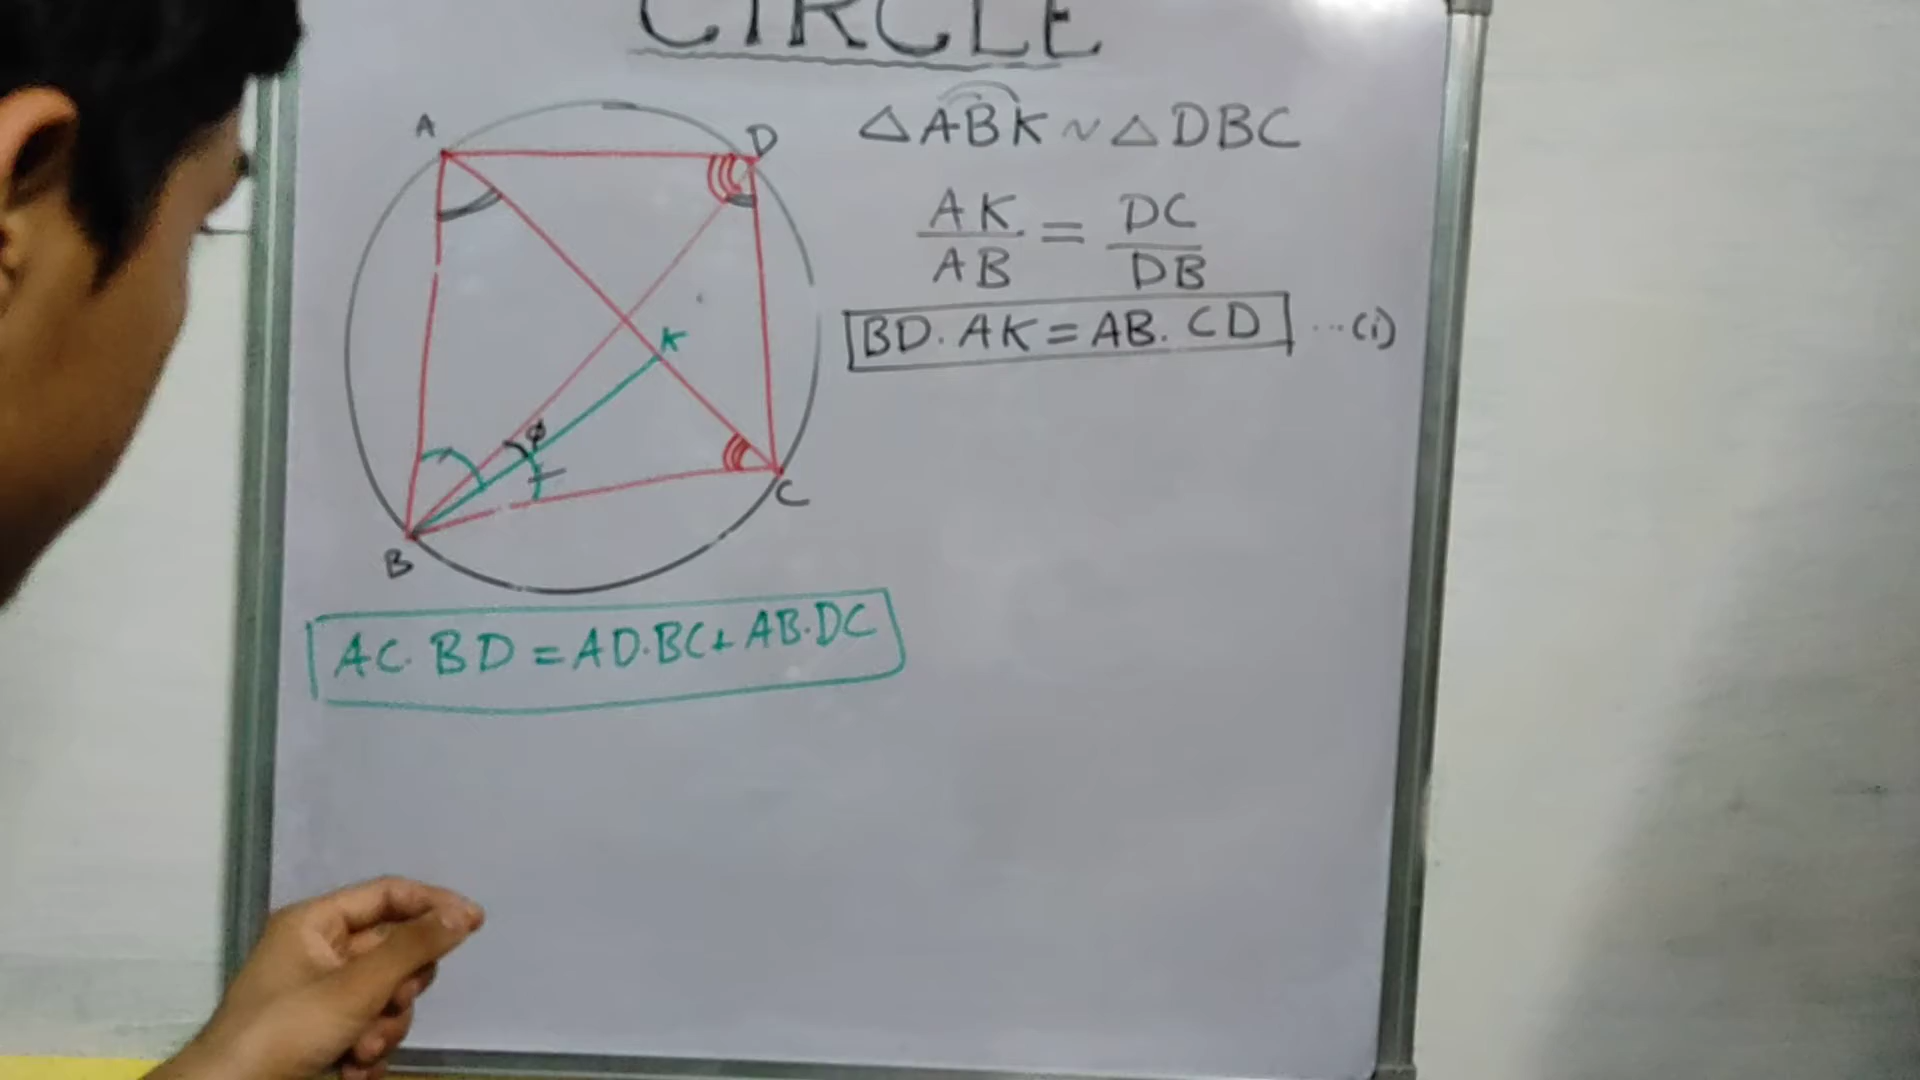 CIRCLE
A
D
K
φ
C
B
△ABK ~ △DBC
AK/AB = DC/DB
BD. AK = AB. CD ...(i)
AC. BD = AD.BC + AB.DC